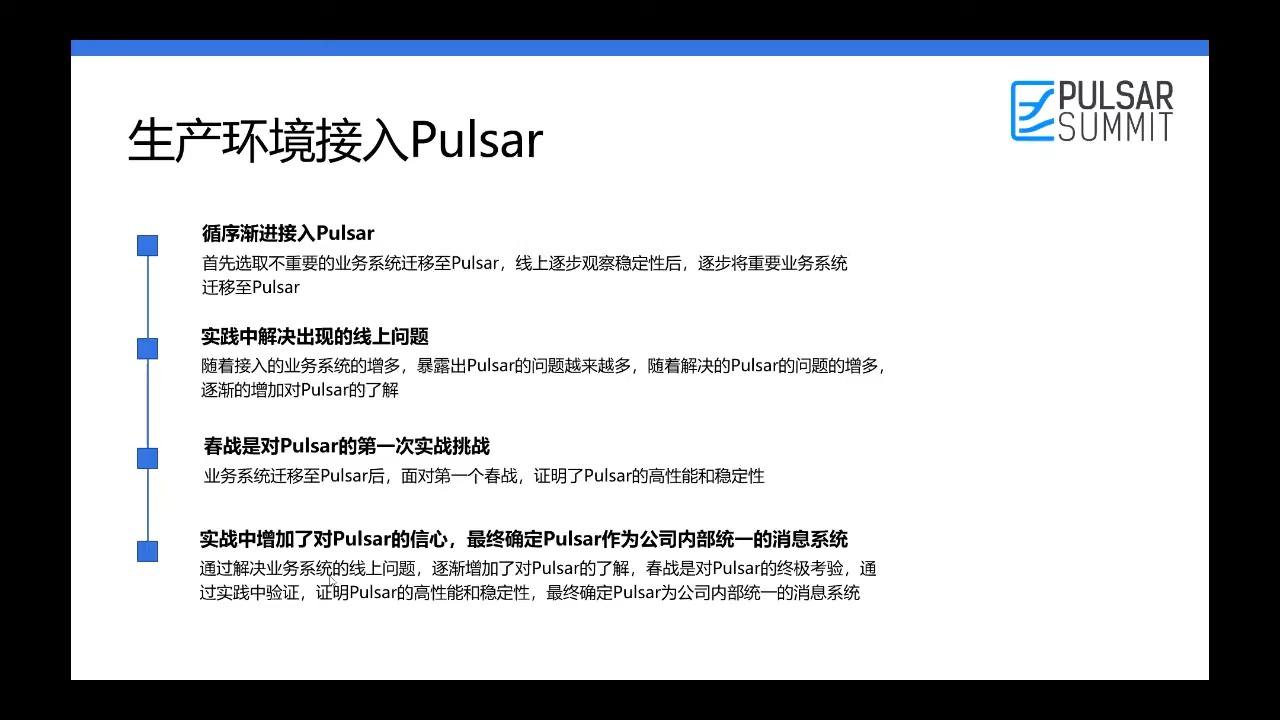 PULSAR
SUMMIT
生产环境接入Pulsar
循序渐进接入Pulsar
首先选取不重要的业务系统迁移至Pulsar，线上逐步观察稳定性后，逐步将重要业务系统
迁移至Pulsar
实践中解决出现的线上问题
随着接入的业务系统的增多，暴露出Pulsar的问题越来越多，随着解决的Pulsar的问题的增多，
逐渐的增加对Pulsar的了解
春战是对Pulsar的第一次实战挑战
业务系统迁移至Pulsar后，面对第一个春战，证明了Pulsar的高性能和稳定性
实战中增加了对Pulsar的信心，最终确定Pulsar作为公司内部统一的消息系统
通过解决业务系统的线上问题，逐渐增加了对Pulsar的了解，春战是对Pulsar的终极考验，通
过实践中验证，证明Pulsar的高性能和稳定性，最终确定Pulsar为公司内部统一的消息系统